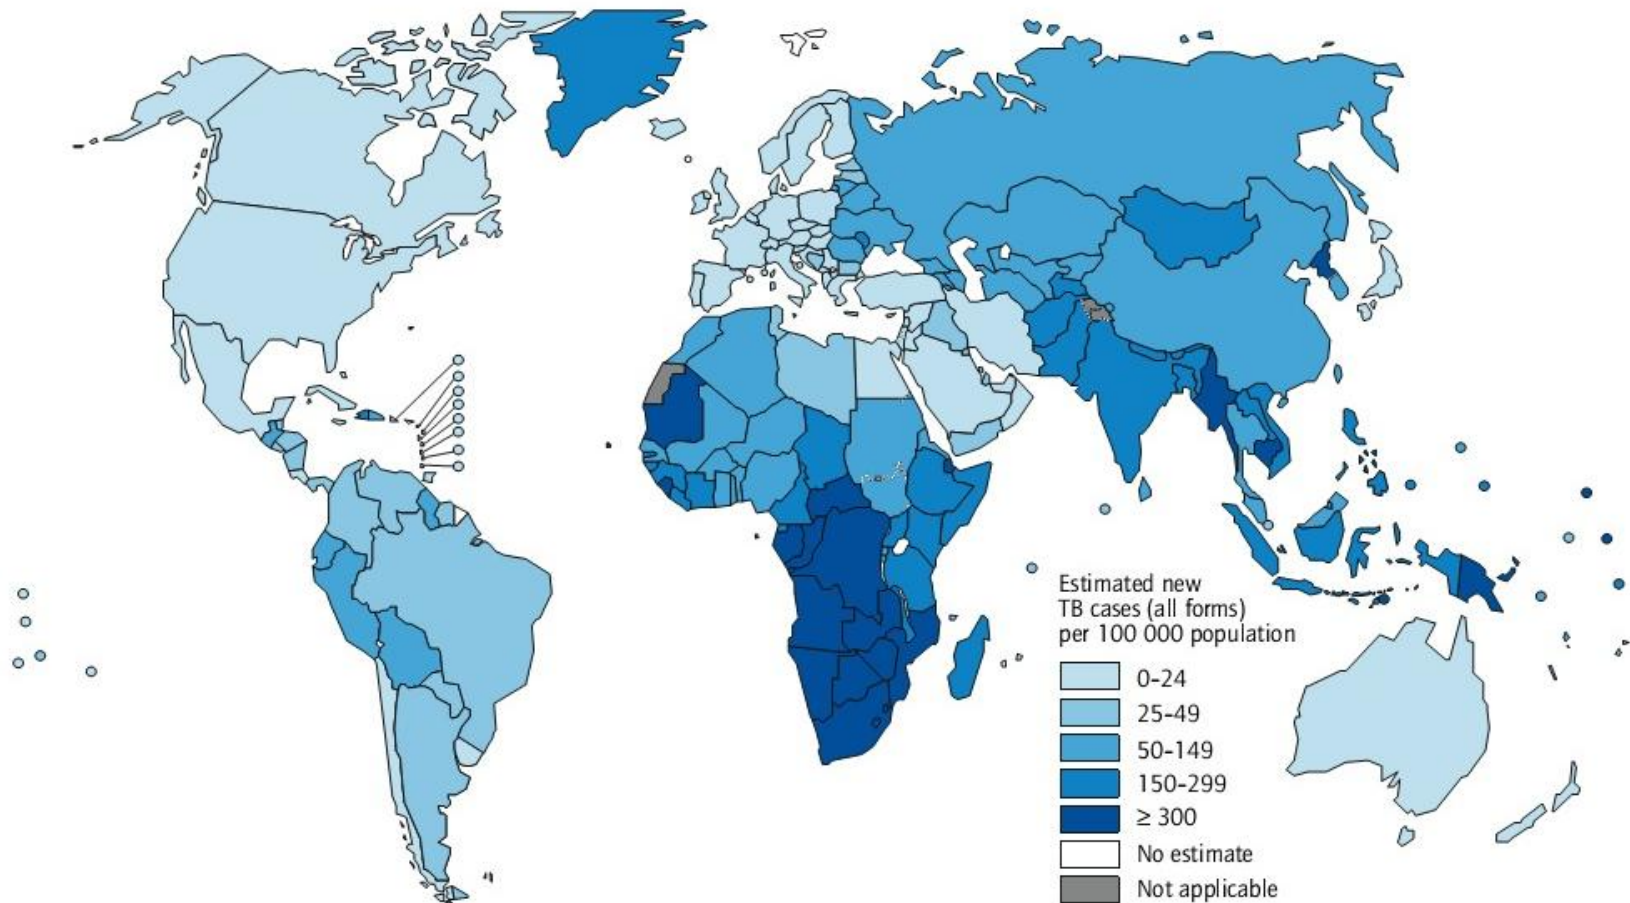 Estimated new
TB cases (all forms)
per 100 000 population
0–24
25–49
50–149
150–299
≥ 300
No estimate
Not applicable